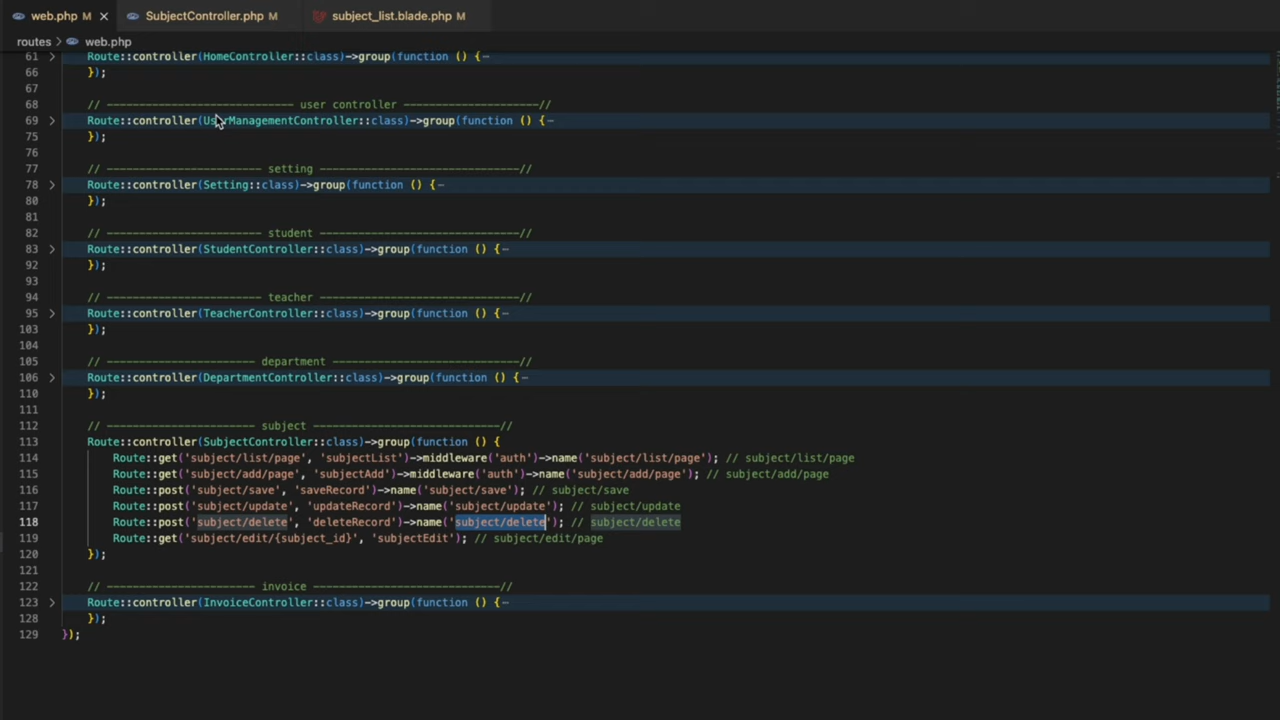 web.php M × SubjectController.php M subject_list.blade.php M
routes > web.php
61 > Route::controller(HomeController::class)->group(function () {⋯
66 });
67
68 // ----------------------------- user controller ---------------------//
69 > Route::controller(UserManagementController::class)->group(function () {⋯
75 });
76
77 // ------------------------ setting -------------------------------//
78 > Route::controller(Setting::class)->group(function () {⋯
80 });
81
82 // ------------------------ student -------------------------------//
83 > Route::controller(StudentController::class)->group(function () {⋯
92 });
93
94 // ------------------------ teacher -------------------------------//
95 > Route::controller(TeacherController::class)->group(function () {⋯
103 });
104
105 // ----------------------- department -----------------------------//
106 > Route::controller(DepartmentController::class)->group(function () {⋯
110 });
111
112 // ----------------------- subject -----------------------------//
113 Route::controller(SubjectController::class)->group(function () {
114 Route::get('subject/list/page', 'subjectList')->middleware('auth')->name('subject/list/page'); // subject/list/page
115 Route::get('subject/add/page', 'subjectAdd')->middleware('auth')->name('subject/add/page'); // subject/add/page
116 Route::post('subject/save', 'saveRecord')->name('subject/save'); // subject/save
117 Route::post('subject/update', 'updateRecord')->name('subject/update'); // subject/update
118 Route::post('subject/delete', 'deleteRecord')->name('subject/delete'); // subject/delete
119 Route::get('subject/edit/{subject_id}', 'subjectEdit'); // subject/edit/page
120 });
121
122 // ----------------------- invoice -----------------------------//
123 > Route::controller(InvoiceController::class)->group(function () {⋯
128 });
129 });